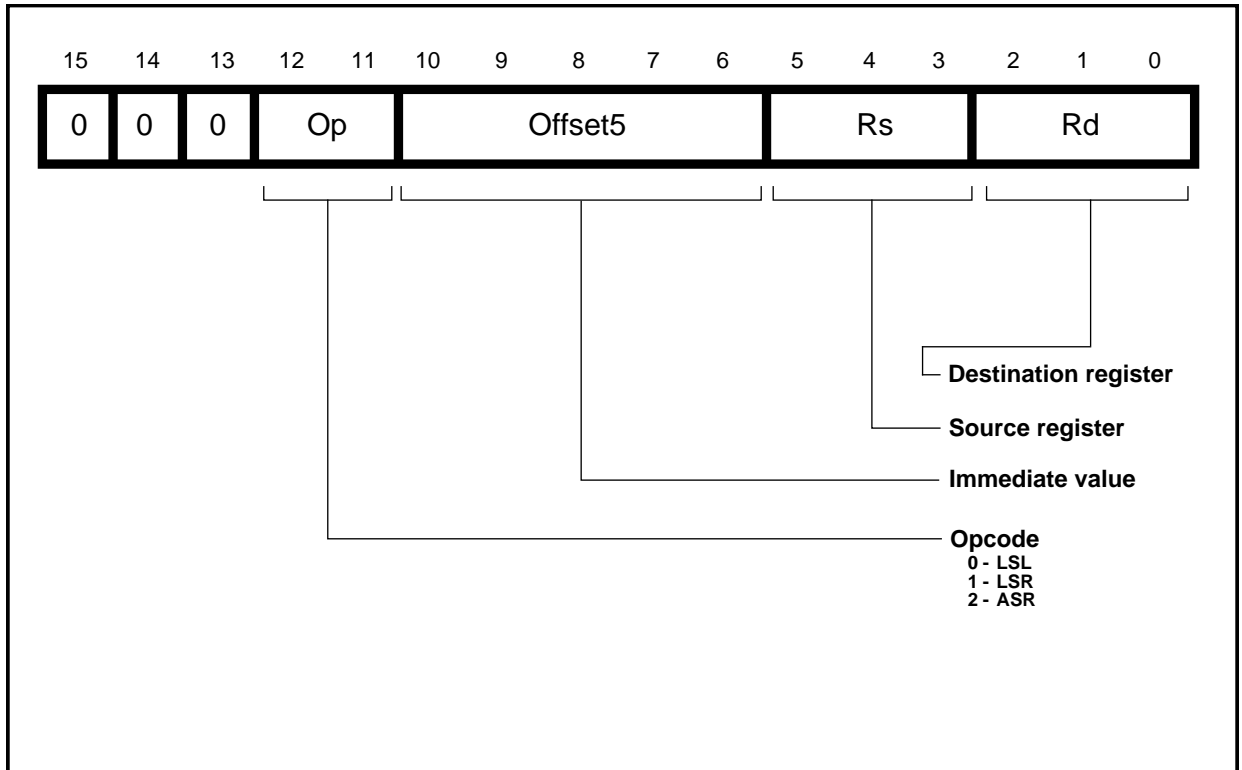 15 14 13 12 11 10 9 8 7 6 5 4 3 2 1 0
0 0 0 Op Offset5 Rs Rd
Destination register
Source register
Immediate value
Opcode
0 - LSL
1 - LSR
2 - ASR